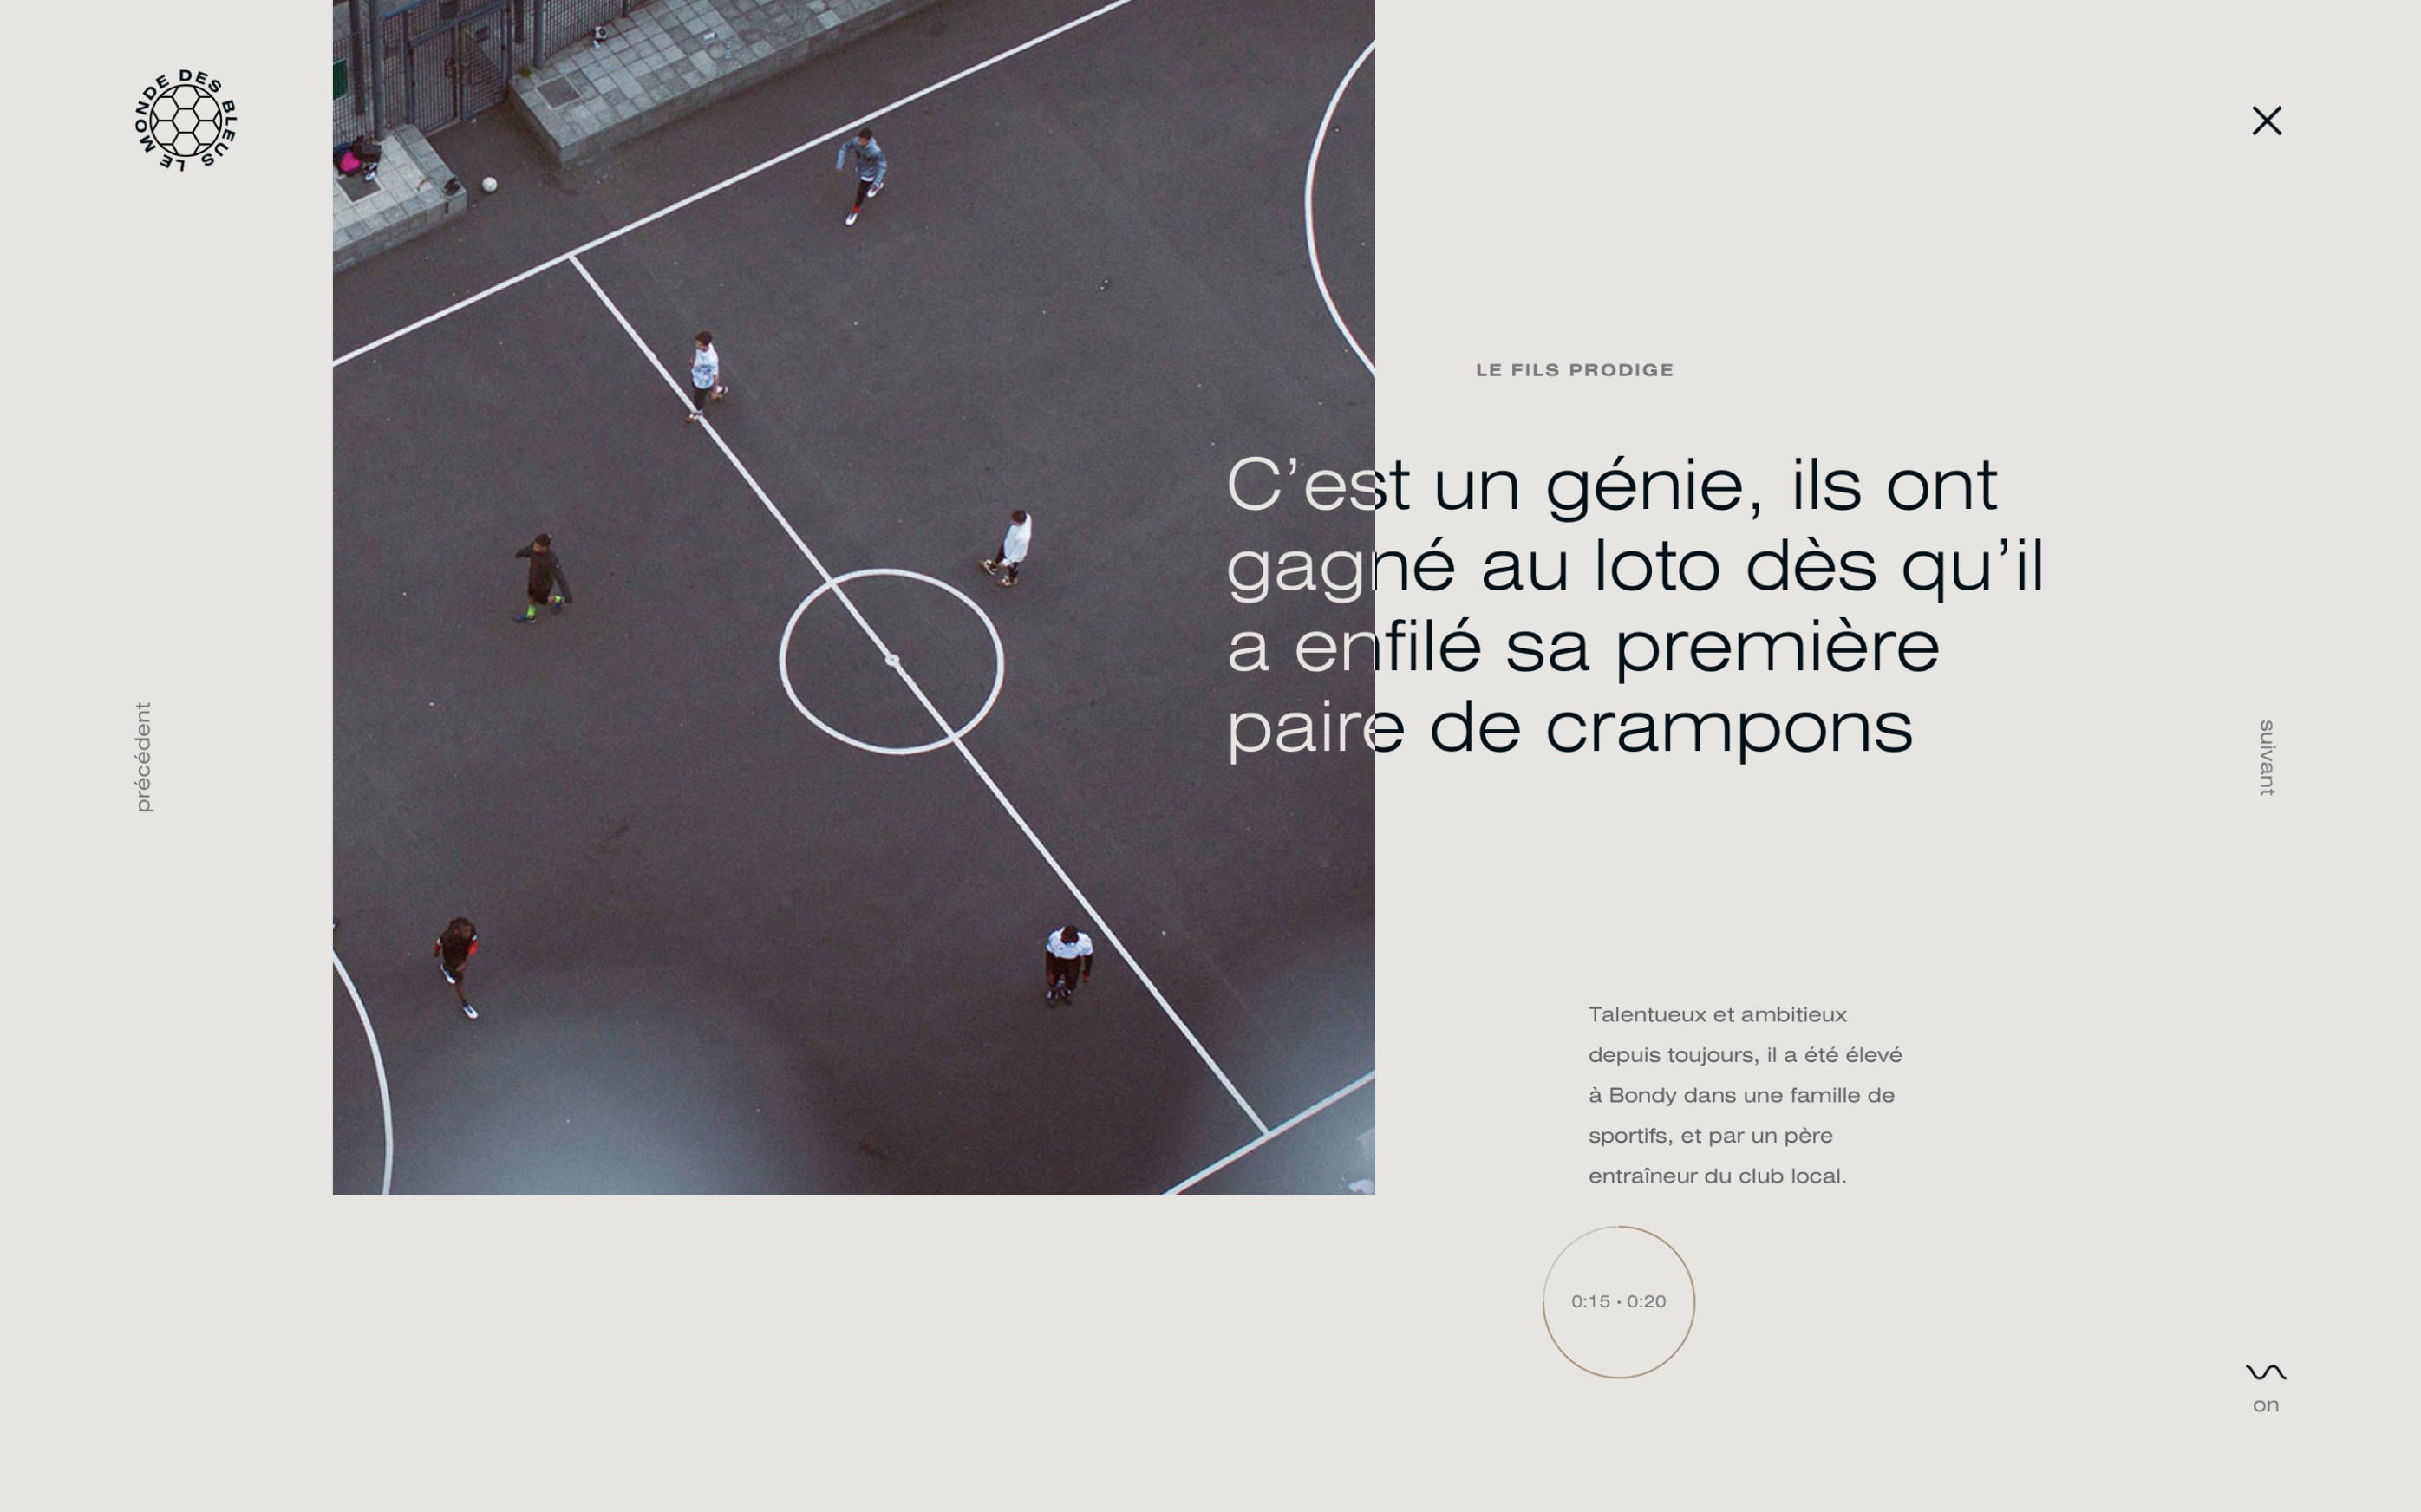 LE MONDE DES BLEUS
LE FILS PRODIGE
C’est un génie, ils ont
gagné au loto dès qu’il
a enfilé sa première
paire de crampons
précédent
suivant
Talentueux et ambitieux
depuis toujours, il a été élevé
à Bondy dans une famille de
sportifs, et par un père
entraîneur du club local.
0:15 • 0:20
on